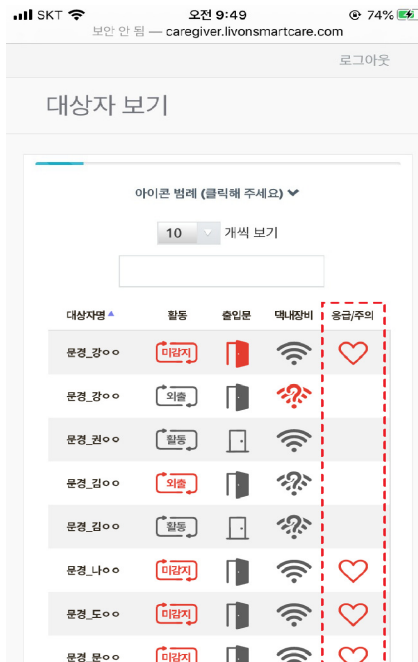 SKT 오전 9:49 74%
보안 안 됨 — caregiver.livonsmartcare.com
로그아웃
대상자 보기
아이콘 범례 (클릭해 주세요)
10 개씩 보기
대상자명 활동 출입문 댁내장비 응급/주의
문경_강○○ 미감지
문경_강○○ 외출
문경_권○○ 활동
문경_김○○ 외출
문경_김○○ 활동
문경_나○○ 미감지
문경_도○○ 미감지
문경_문○○ 미감지